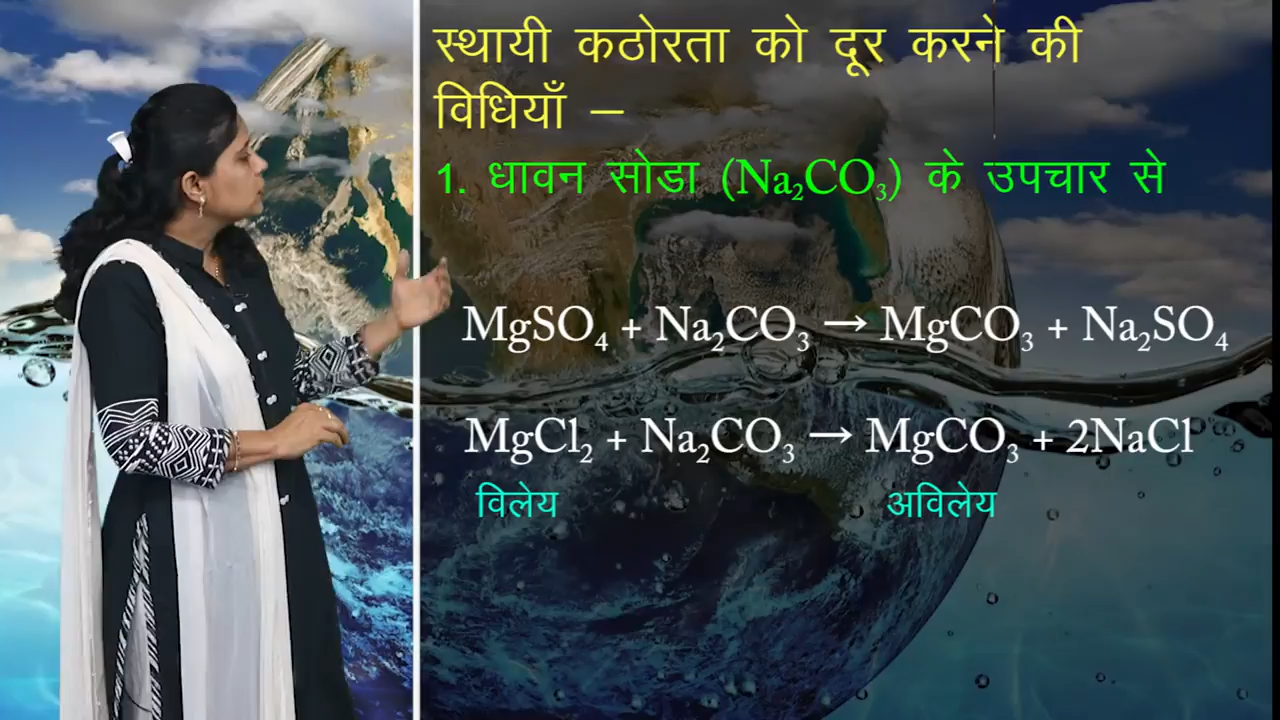 स्थायी कठोरता को दूर करने की
विधियाँ –
1. धावन सोडा (Na₂CO₃) के उपचार से
MgSO₄ + Na₂CO₃ → MgCO₃ + Na₂SO₄
MgCl₂ + Na₂CO₃ → MgCO₃ + 2NaCl
विलेय अविलेय